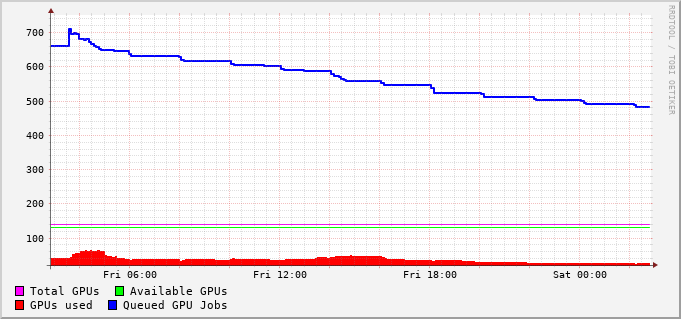 700
600
500
400
300
200
100
Fri 06:00 Fri 12:00 Fri 18:00 Sat 00:00
Total GPUs Available GPUs
GPUs used Queued GPU Jobs
RRDTOOL / TOBI OETIKER